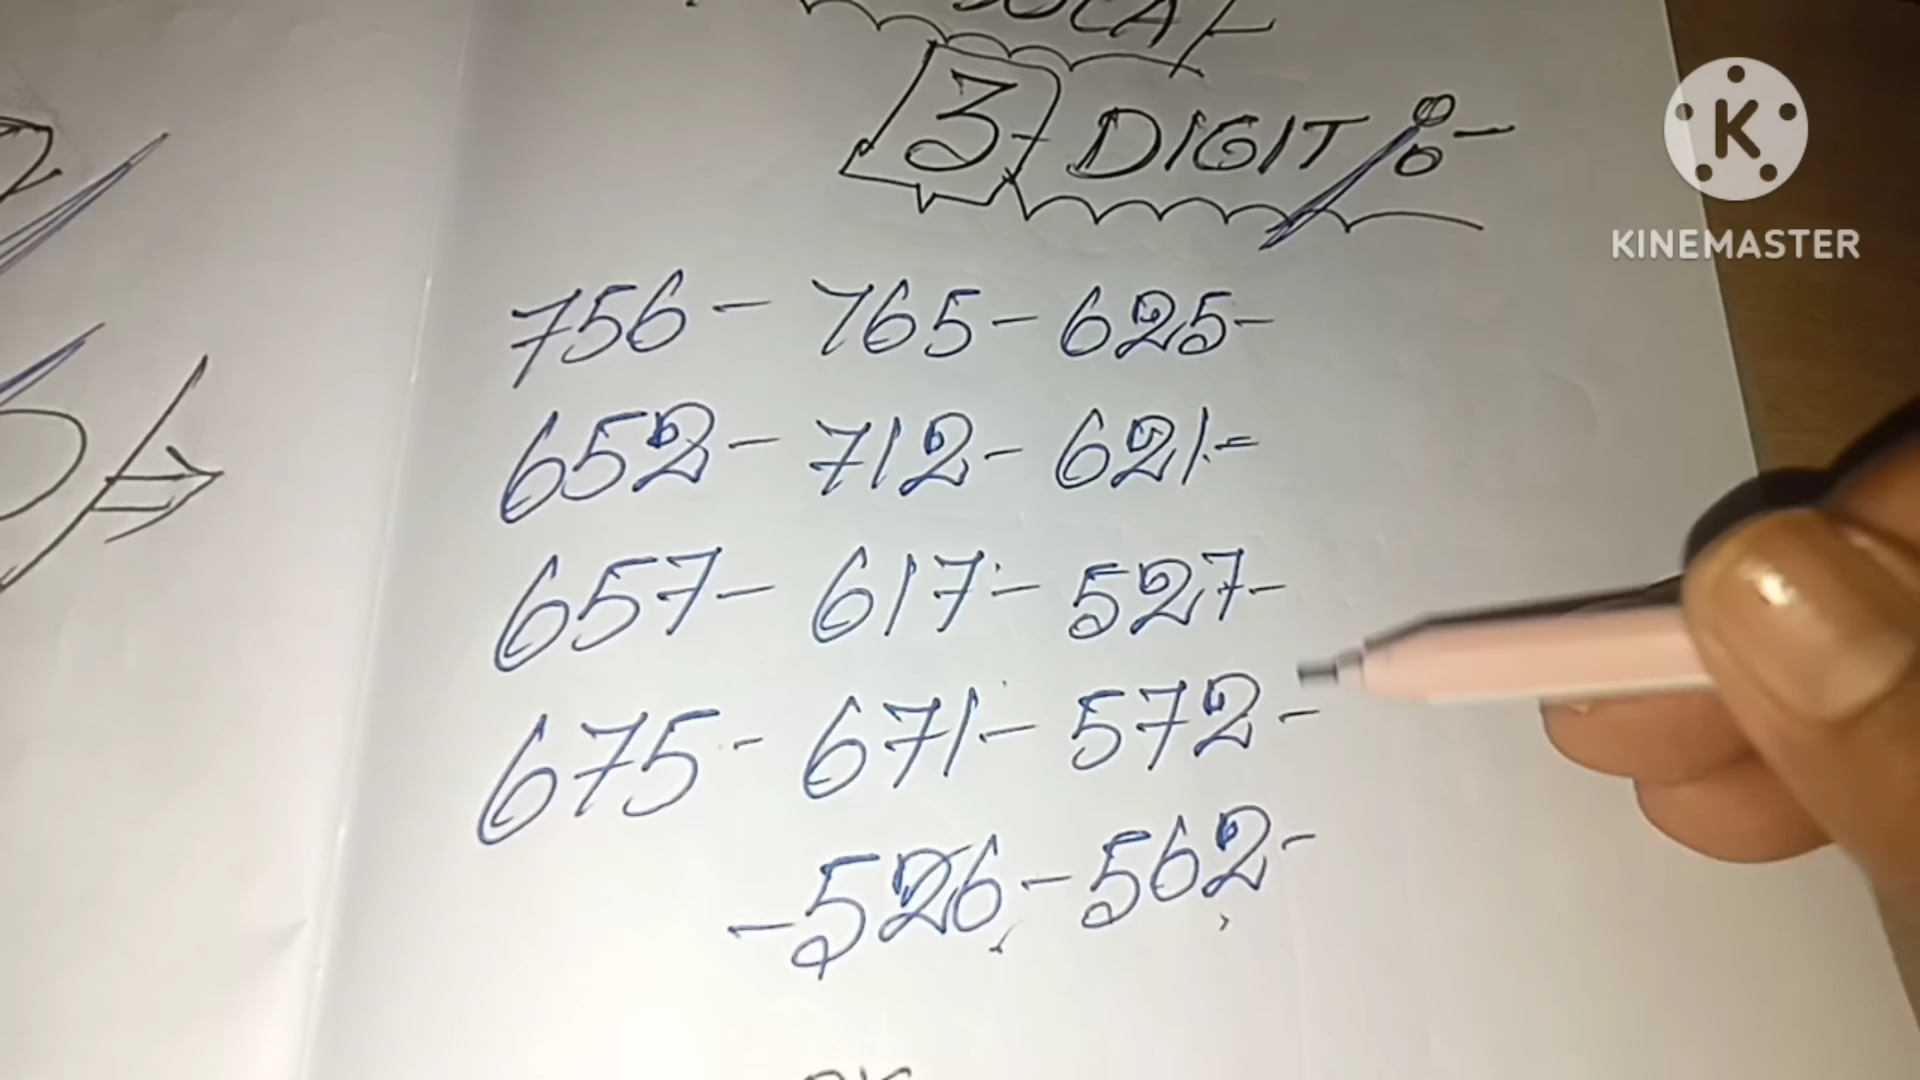 3 DIGIT :-
K
KINEMASTER
756 - 765 - 625 -
652 - 712 - 621 -
657 - 617 - 527 -
675 - 671 - 572 -
- 526 - 562 -